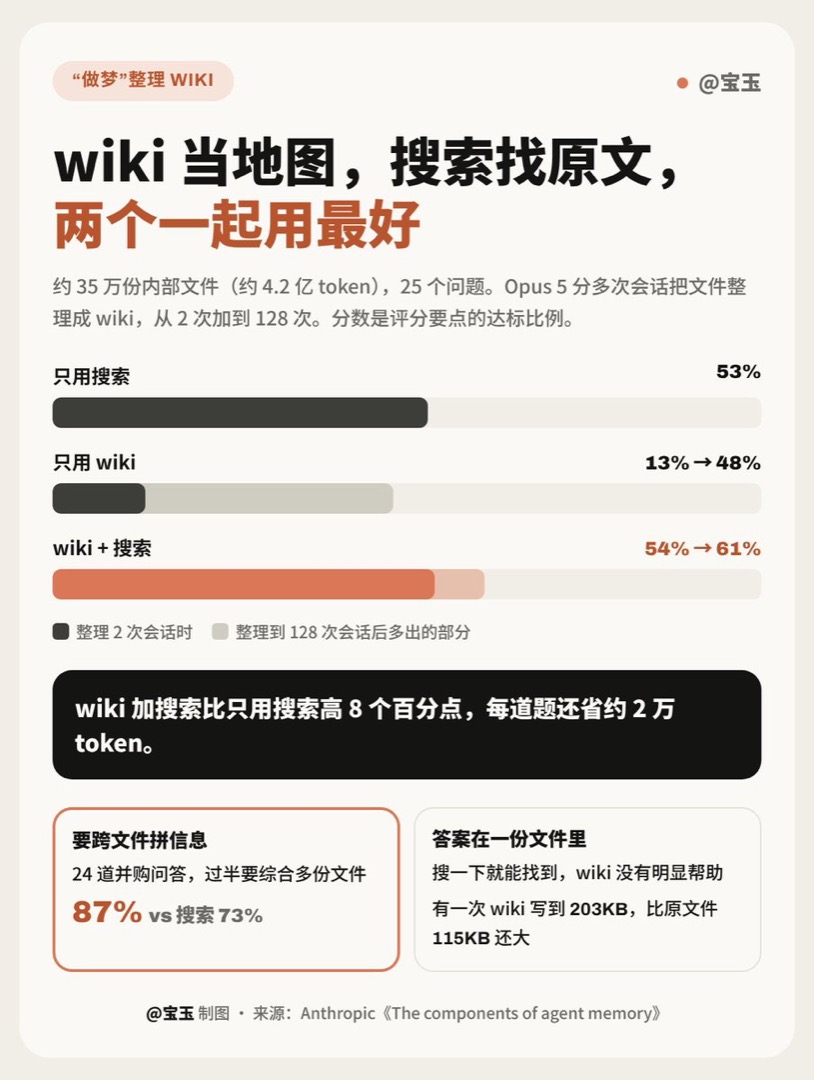 “做梦”整理 WIKI
@宝玉
wiki 当地图，搜索找原文，
两个一起用最好
约 35 万份内部文件（约 4.2 亿 token），25 个问题。Opus 5 分多次会话把文件整
理成 wiki，从 2 次加到 128 次。分数是评分要点的达标比例。
只用搜索
53%
只用 wiki
13% → 48%
wiki + 搜索
54% → 61%
整理 2 次会话时
整理到 128 次会话后多出的部分
wiki 加搜索比只用搜索高 8 个百分点，每道题还省约 2 万
token。
要跨文件拼信息
24 道并购问答，过半要综合多份文件
87% vs 搜索 73%
答案在一份文件里
搜一下就能找到，wiki 没有明显帮助
有一次 wiki 写到 203KB，比原文件
115KB 还大
@宝玉 制图 · 来源：Anthropic《The components of agent memory》